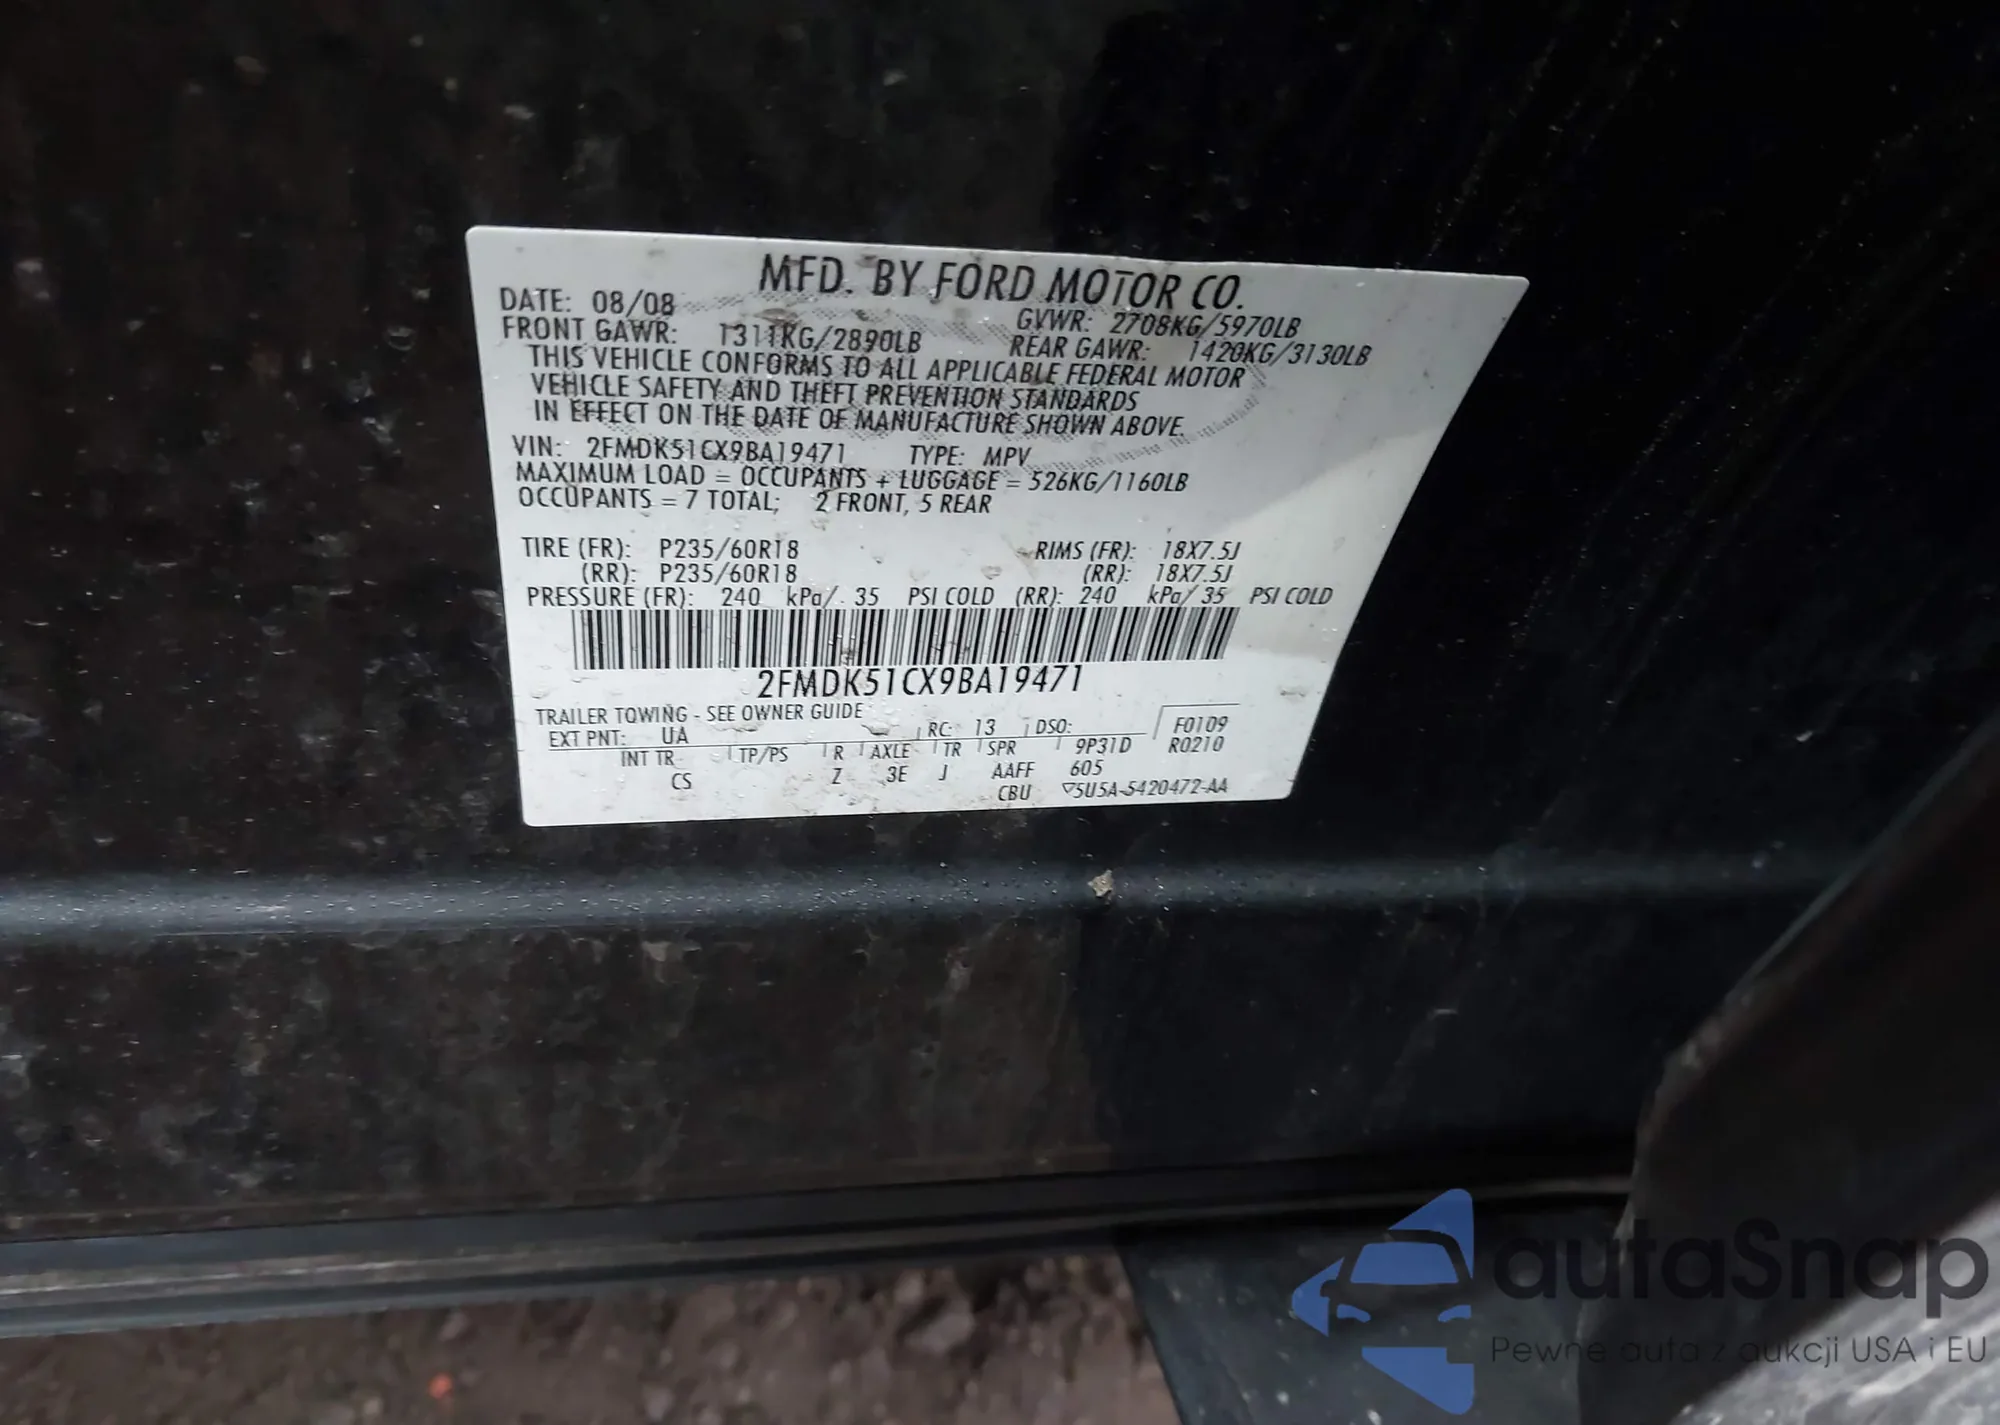 MFD. BY FORD MOTOR CO.
DATE: 08/08 GVWR: 2708KG/5970LB
FRONT GAWR: 1311KG/2890LB REAR GAWR: 1420KG/3130LB
THIS VEHICLE CONFORMS TO ALL APPLICABLE FEDERAL MOTOR
VEHICLE SAFETY AND THEFT PREVENTION STANDARDS
IN EFFECT ON THE DATE OF MANUFACTURE SHOWN ABOVE.
VIN: 2FMDK51CX9BA19471 TYPE: MPV
MAXIMUM LOAD = OCCUPANTS + LUGGAGE = 526KG/1160LB
OCCUPANTS = 7 TOTAL; 2 FRONT, 5 REAR
TIRE (FR): P235/60R18 RIMS (FR): 18X7.5J
(RR): P235/60R18 (RR): 18X7.5J
PRESSURE (FR): 240 kPa/ 35 PSI COLD (RR): 240 kPa/ 35 PSI COLD
2FMDK51CX9BA19471
TRAILER TOWING - SEE OWNER GUIDE
EXT PNT: UA RC: 13 DSO: F0109
INT TR TP/PS R AXLE TR SPR 9P31D R0210
CS Z 3E J AAFF 605
CBU ▽5U5A-5420472-AA
autaSnap
Pewne auta z aukcji USA i EU